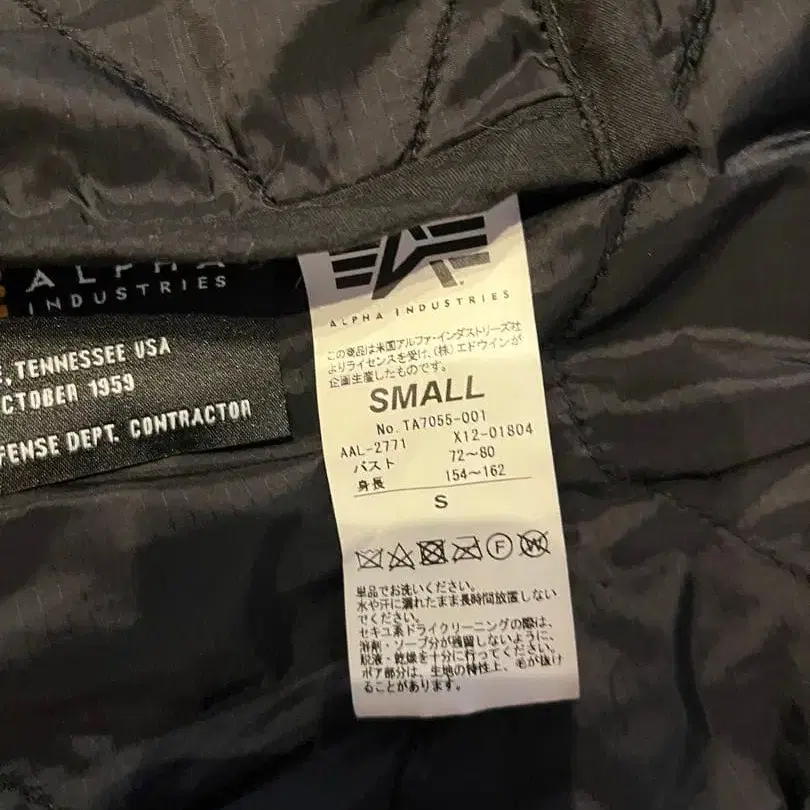 ALPHA
INDUSTRIES
, TENNESSEE USA
CTOBER 1959
FENSE DEPT. CONTRACTOR
ALPHA INDUSTRIES
この商品は米国アルファ・インダストリーズ社
よりライセンスを受け、(株)エドウインが
企画生産したものです。
SMALL
No. TA7055-001
AAL-2771 X12-01804
バスト 72~80
身長 154~162
S
F W
単品でお洗いください。
水や汗に濡れたまま長時間放置しない
でください。
セキユ系ドライクリーニングの際は、
溶剤・ソープ分が残留しないように、
脱液・乾燥を十分に行ってください。
ボア部分は、生地の特性上、毛が抜け
ることがあります。